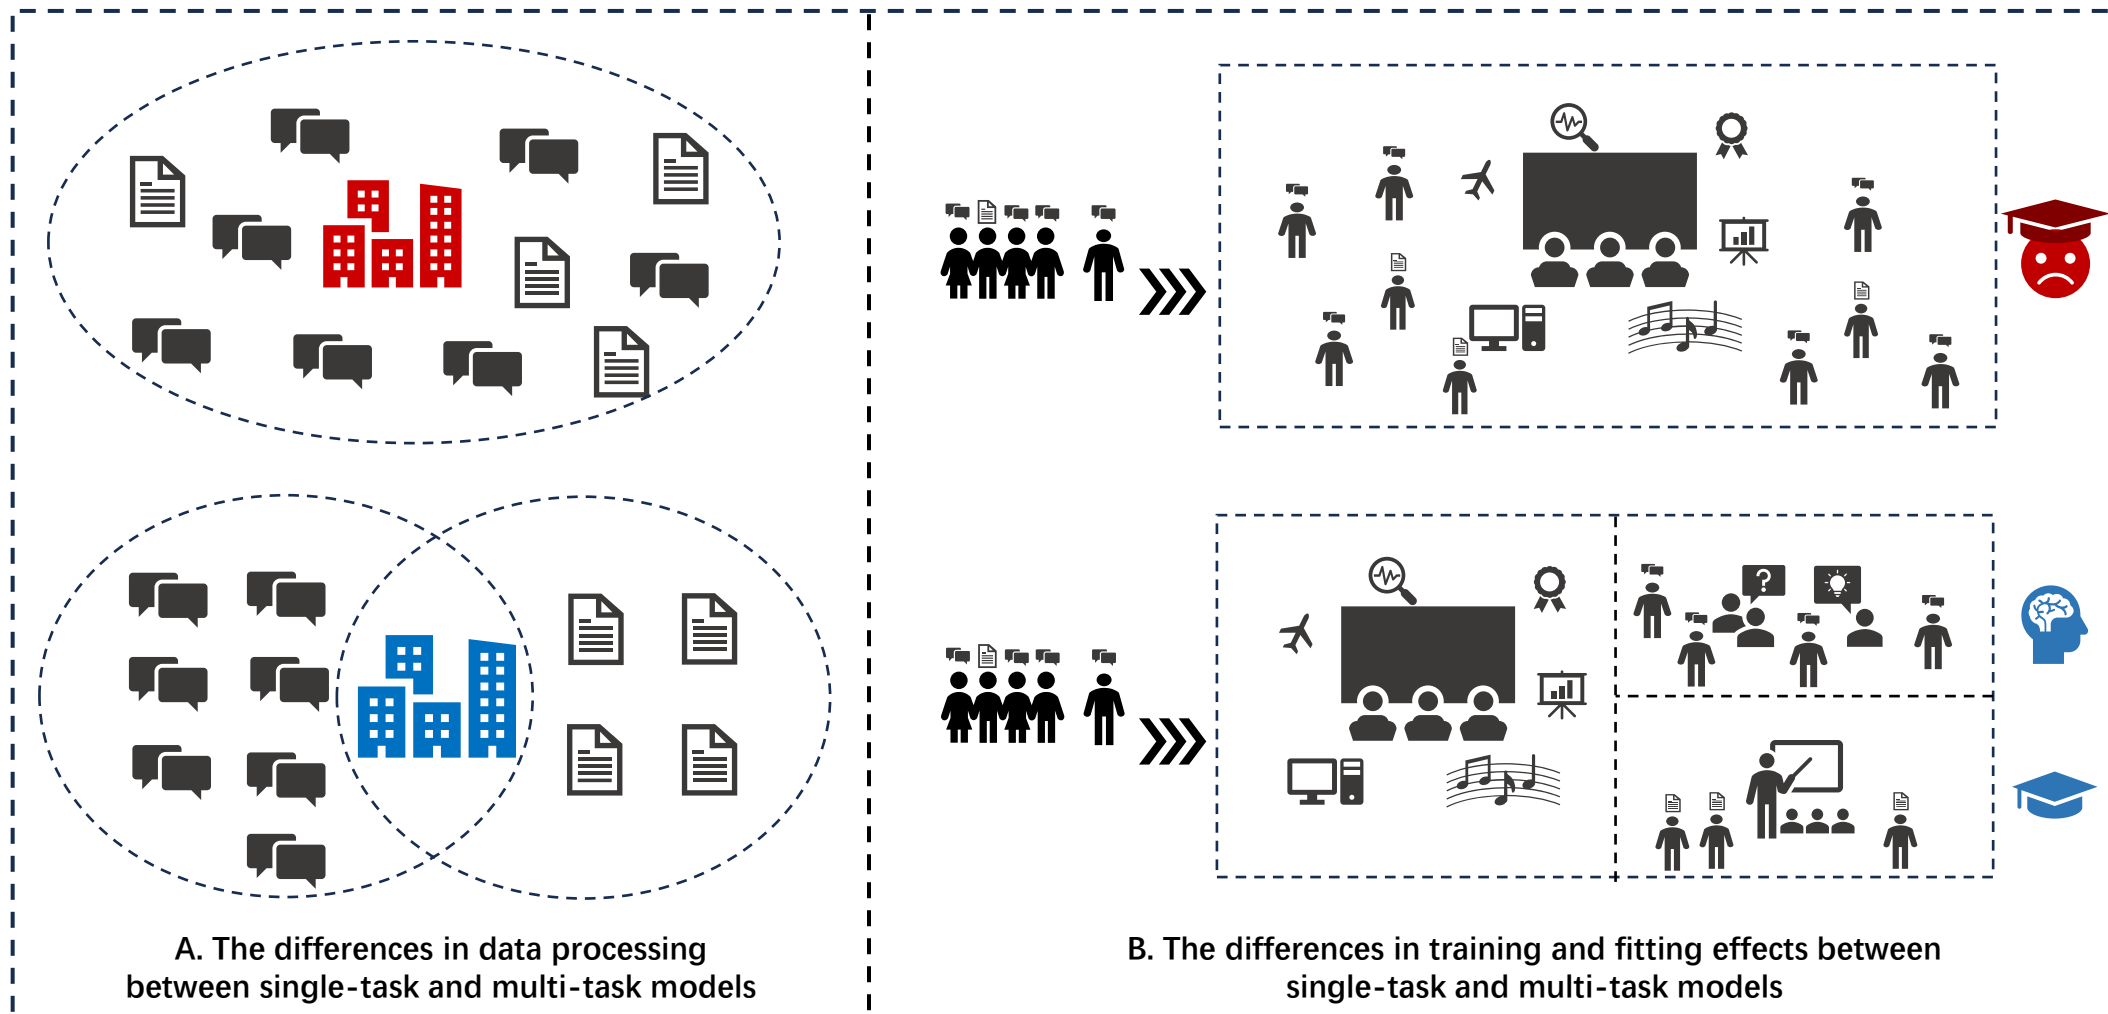 A. The differences in data processing
between single-task and multi-task models
B. The differences in training and fitting effects between
single-task and multi-task models
?